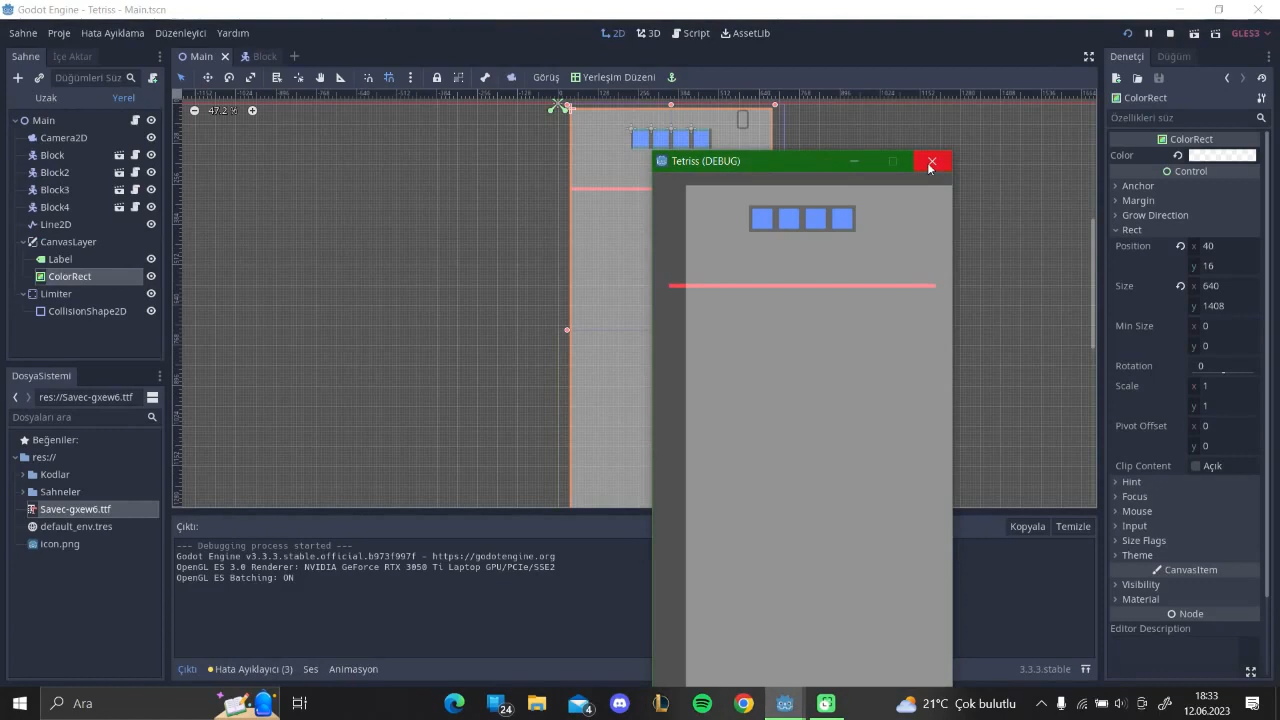 Godot Engine - Tetriss - Main.tscn
Sahne Proje Hata Ayıklama Düzenleyici Yardım
2D 3D Script AssetLib
GLES3
Sahne İçe Aktar
Main Block
Denetçi Düğüm
Düğümleri Süz
Görüş Yerleşim Düzeni
Uzak Yerel
ColorRect
47.2 %
Özellikleri süz
Main
Camera2D
Block
Block2
Block3
Block4
Line2D
CanvasLayer
Label
ColorRect
Limiter
CollisionShape2D
Tetriss (DEBUG)
ColorRect
Color
Control
Anchor
Margin
Grow Direction
Rect
Position x 40
y 16
Size x 640
y 1408
Min Size x 0
y 0
Rotation 0
Scale x 1
y 1
Pivot Offset x 0
y 0
Clip Content Açık
Hint
Focus
Mouse
Input
Size Flags
Theme
CanvasItem
Visibility
Material
Node
Editor Description
DosyaSistemi
res://Savec-gxew6.ttf
Dosyaları ara
Beğeniler:
res://
Kodlar
Sahneler
Savec-gxew6.ttf
default_env.tres
icon.png
Çıktı:
Kopyala Temizle
--- Debugging process started ---
Godot Engine v3.3.3.stable.official.b973f997f - https://godotengine.org
OpenGL ES 3.0 Renderer: NVIDIA GeForce RTX 3050 Ti Laptop GPU/PCIe/SSE2
OpenGL ES Batching: ON
Çıktı Hata Ayıklayıcı (3) Ses Animasyon
3.3.3.stable
Ara
24
4
21°C Çok bulutlu
18:33
12.06.2023